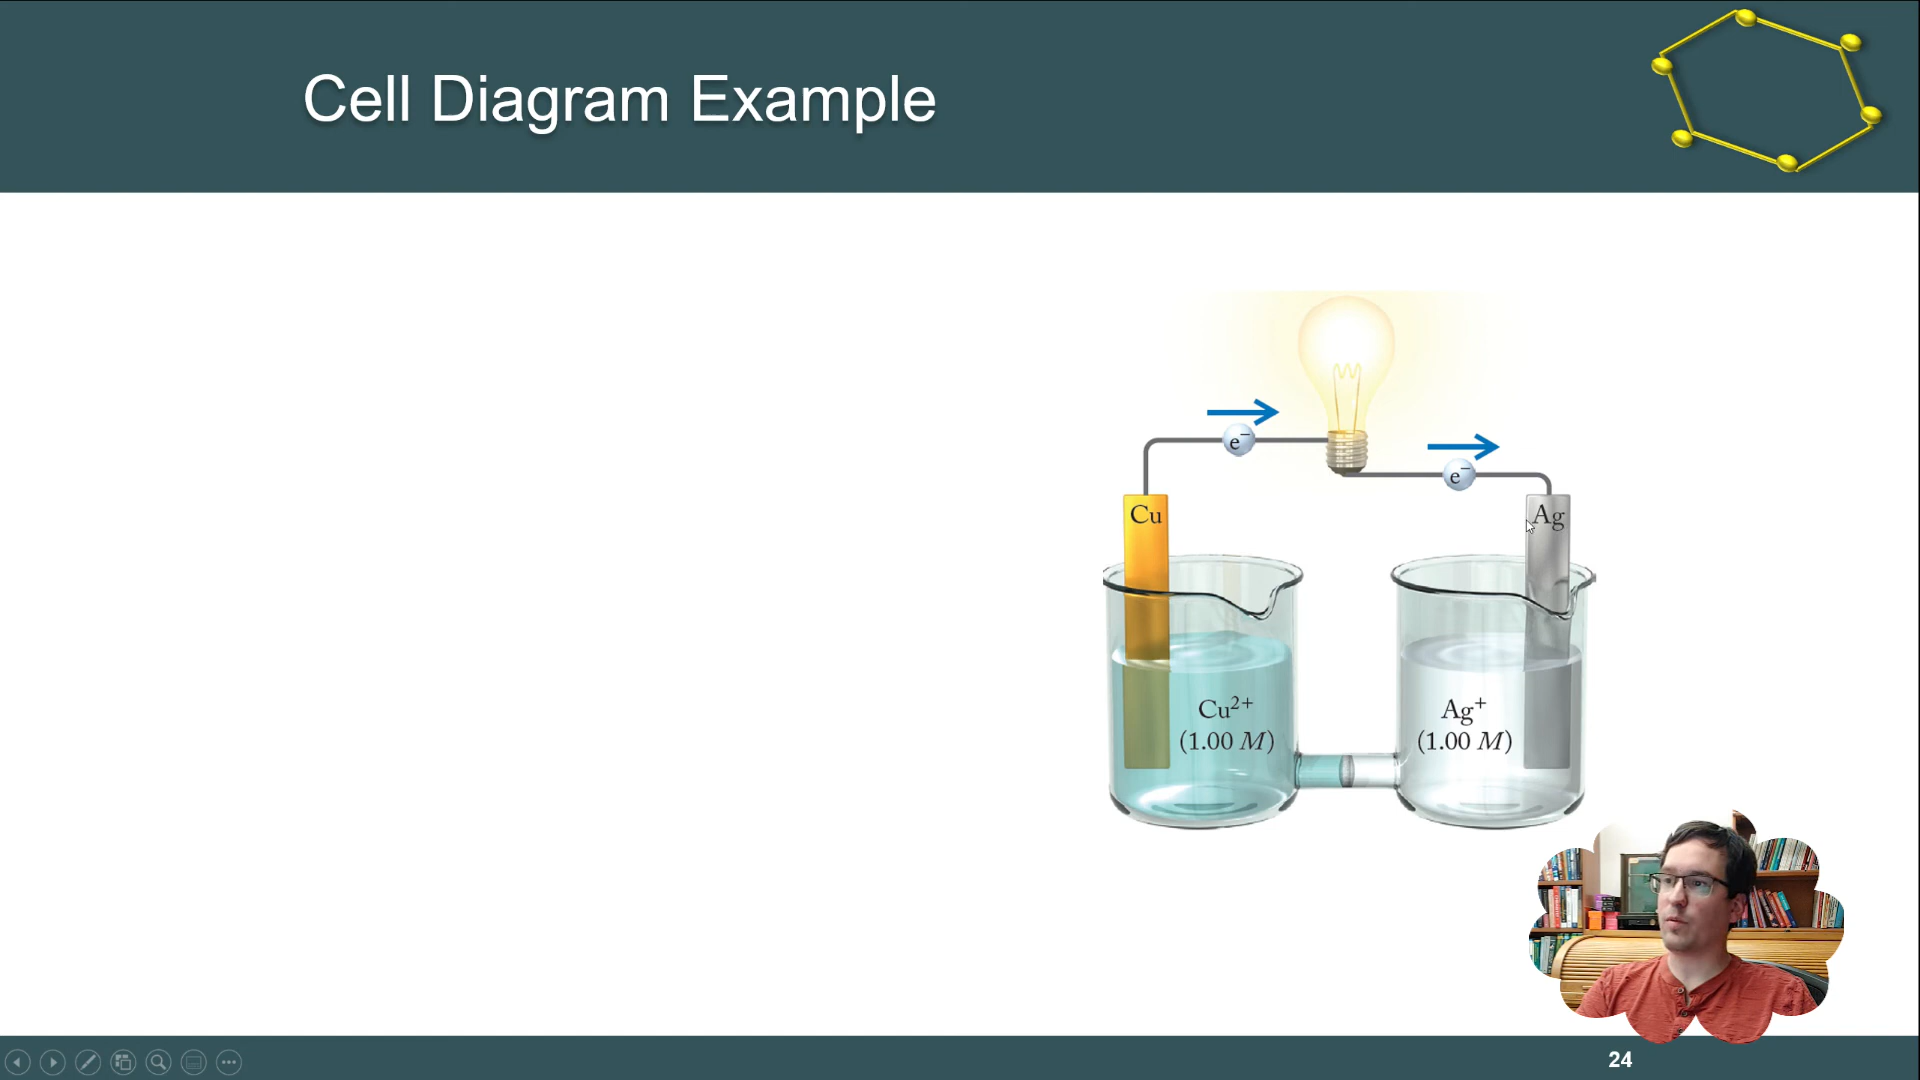 Cell Diagram Example
e⁻
e⁻
Cu
Ag
Cu²⁺
(1.00 M)
Ag⁺
(1.00 M)
24